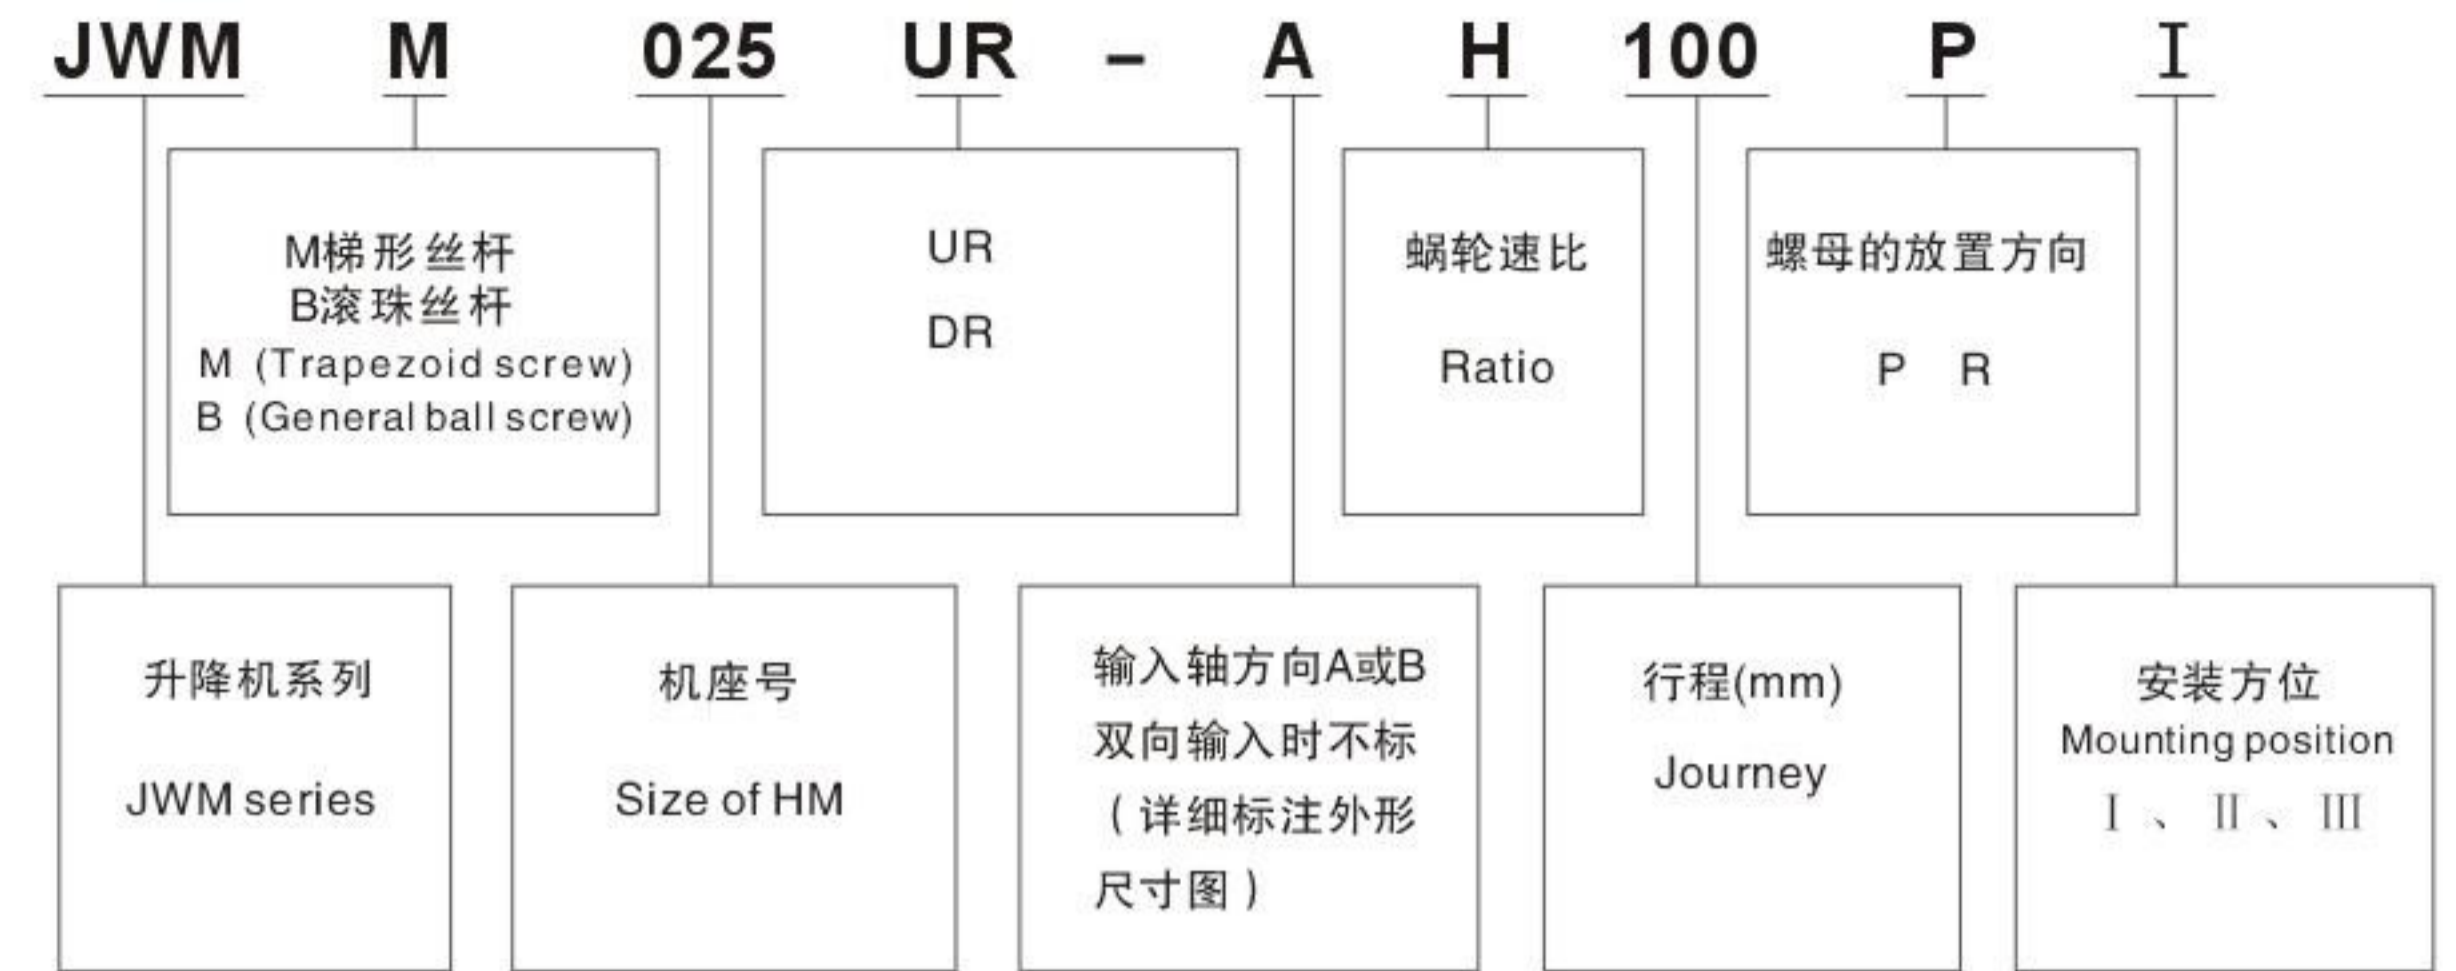 JWM M 025 UR - A H 100 P I
M梯形丝杆
B滚珠丝杆
M (Trapezoid screw)
B (General ball screw)
UR
DR
蜗轮速比
Ratio
螺母的放置方向
P R
升降机系列
JWM series
机座号
Size of HM
输入轴方向A或B
双向输入时不标
(详细标注外形
尺寸图)
行程(mm)
Journey
安装方位
Mounting position
Ⅰ、Ⅱ、Ⅲ